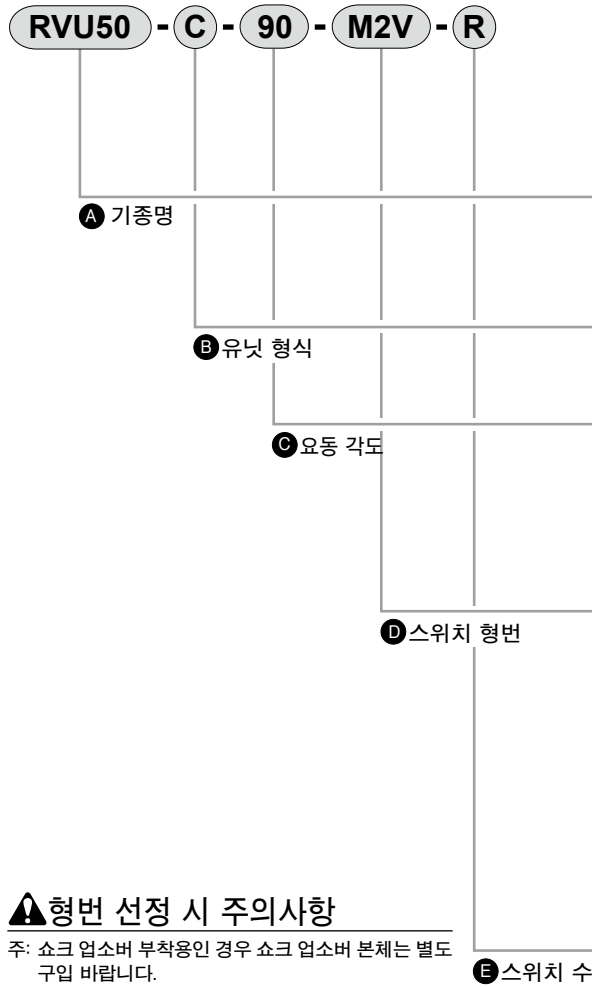 RVU50 - C - 90 - M2V - R
A 기종명
B 유닛 형식
C 요동 각도
D 스위치 형번
E 스위치 수
형번 선정 시 주의사항
주: 쇼크 업소버 부착용인 경우 쇼크 업소버 본체는 별도
구입 바랍니다.